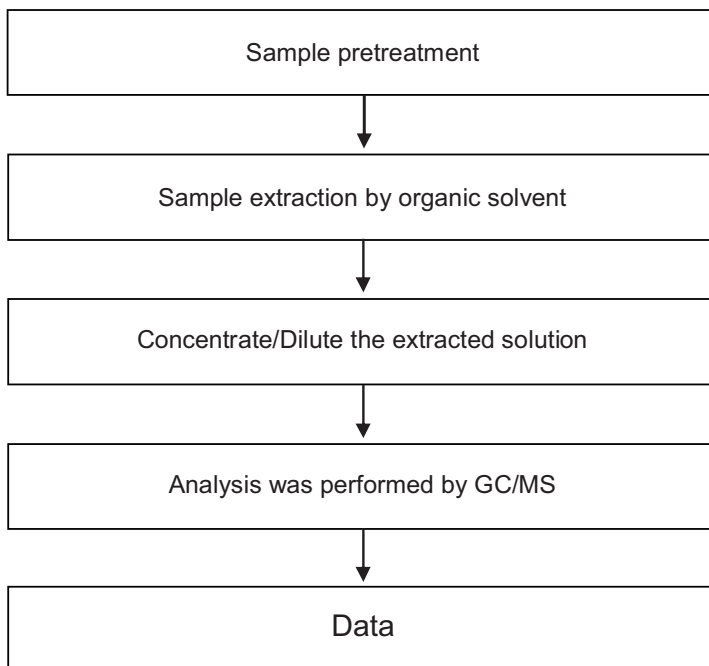 Sample pretreatment
Sample extraction by organic solvent
Concentrate/Dilute the extracted solution
Analysis was performed by GC/MS
Data